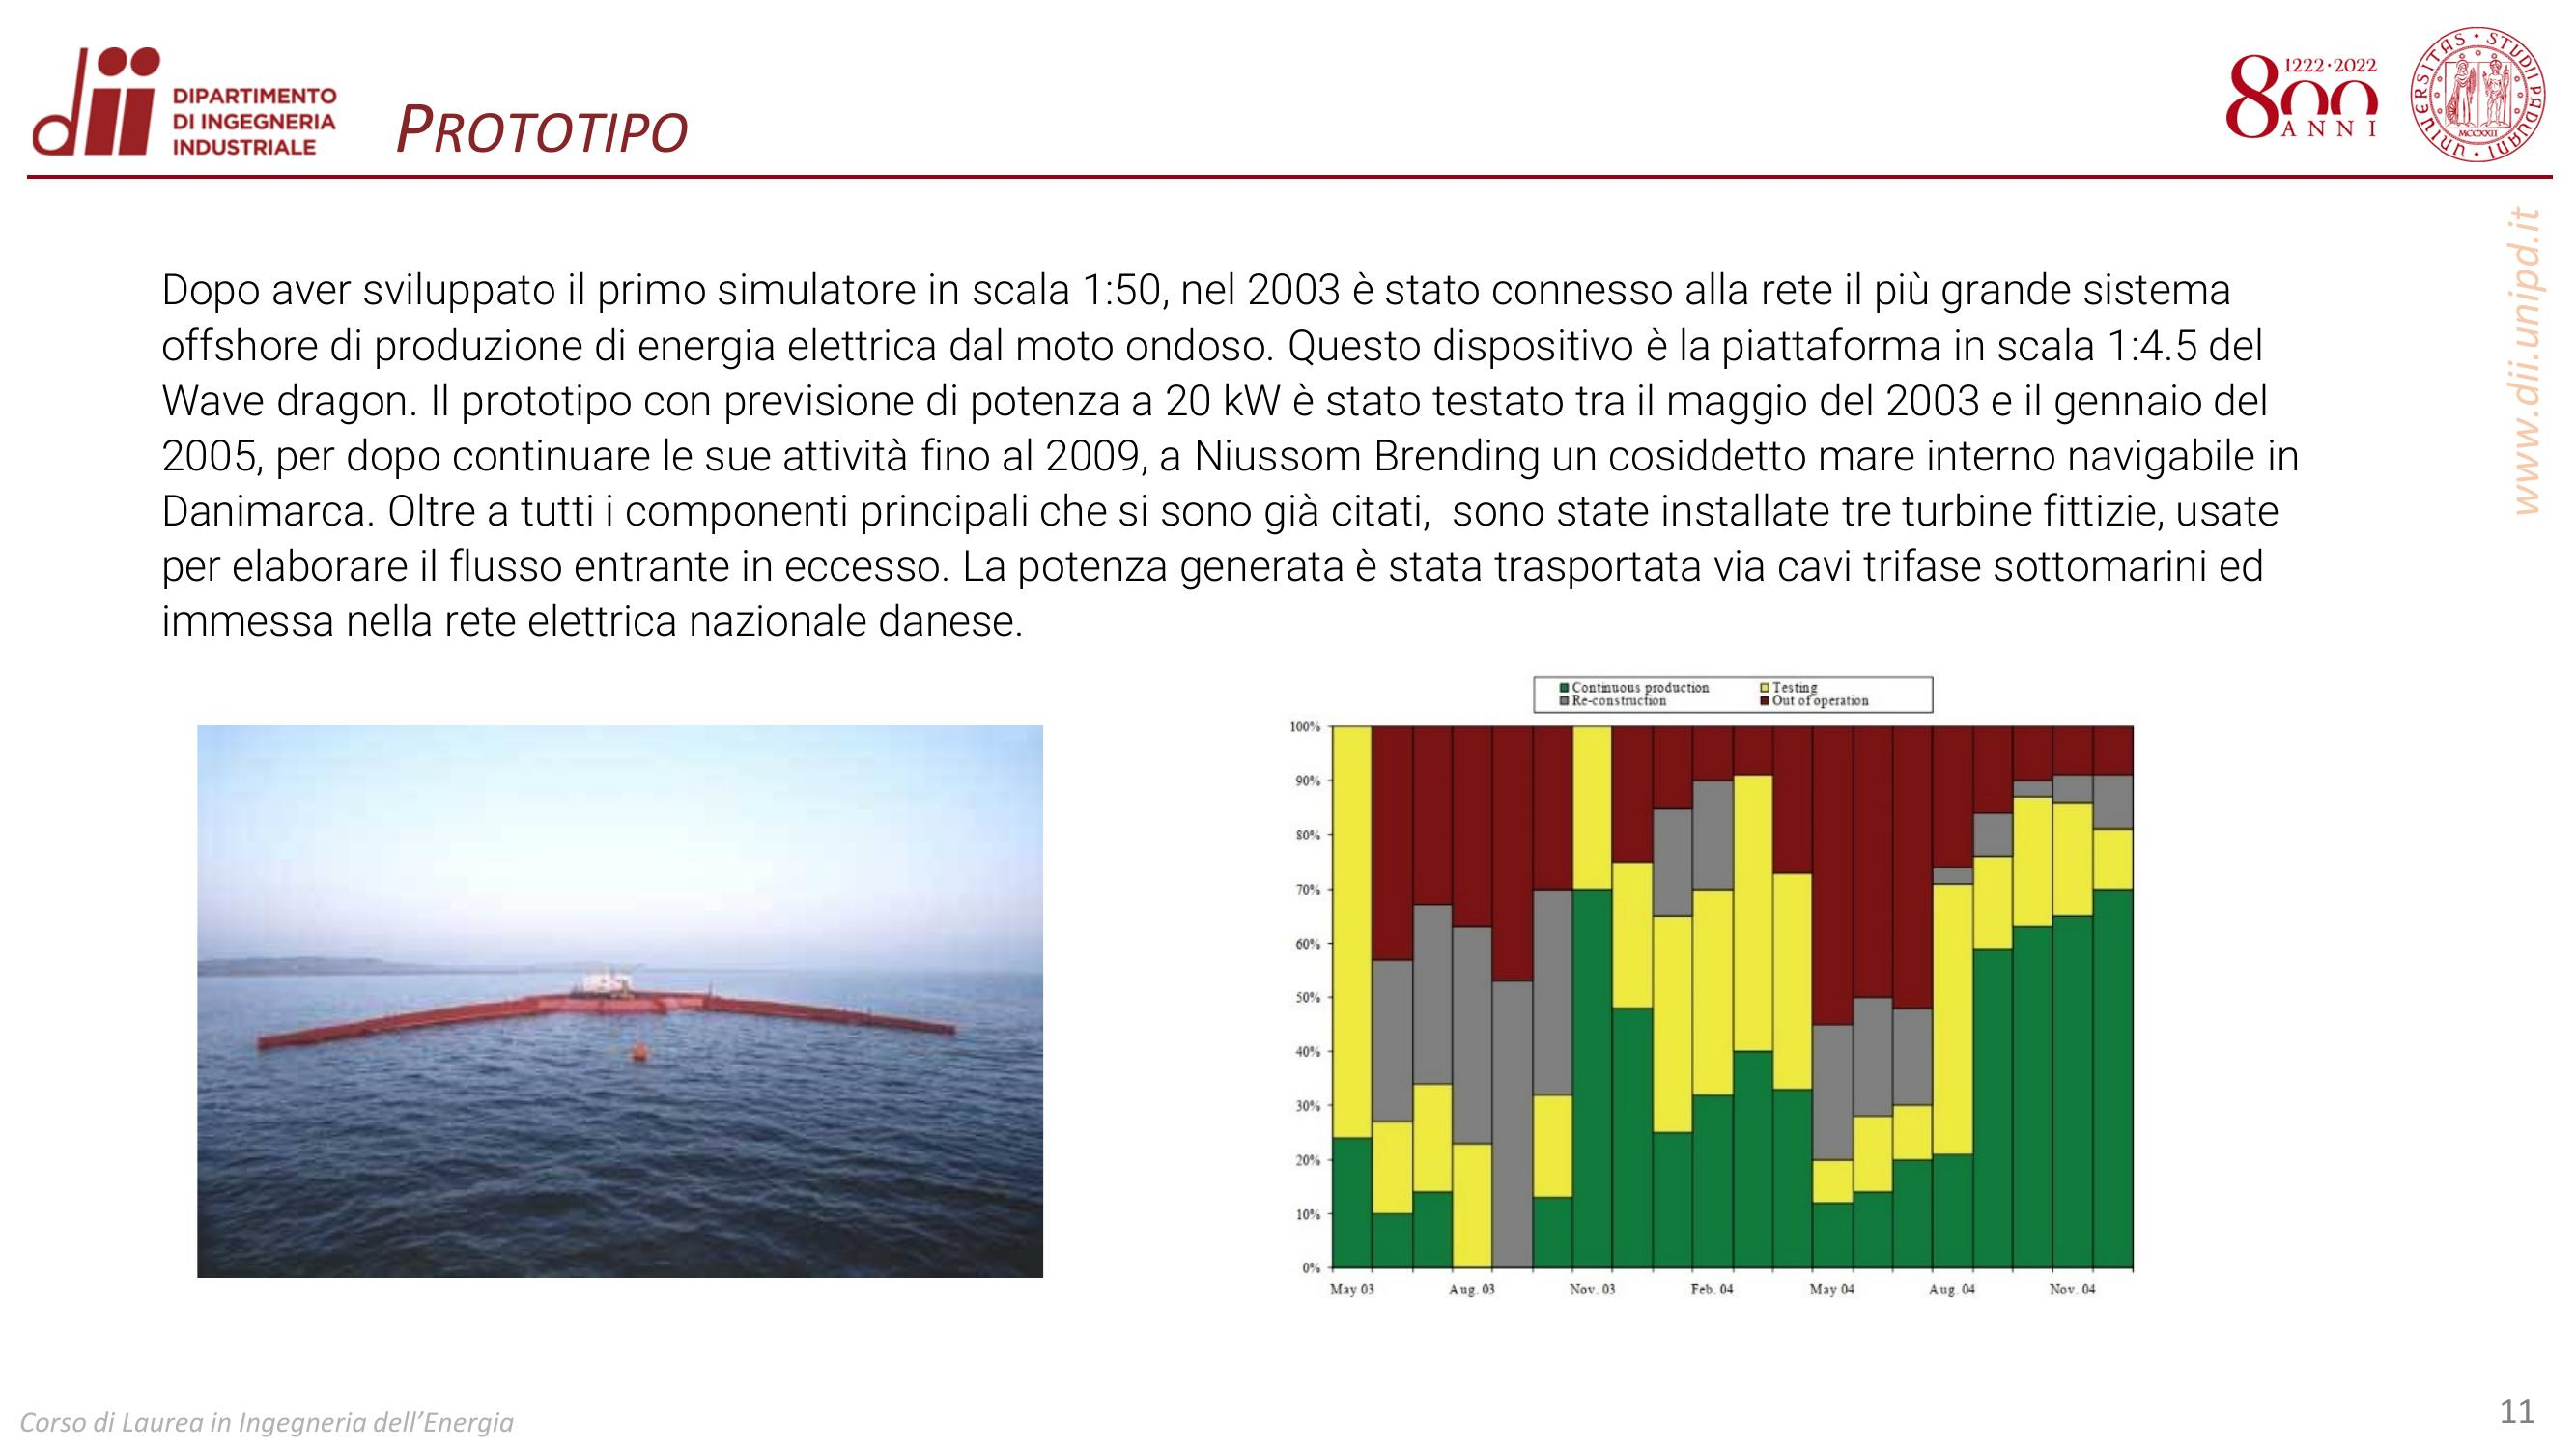 dii
DIPARTIMENTO
DI INGEGNERIA
INDUSTRIALE
PROTOTIPO
1222·2022
800
ANNI
UNIVERSITAS · STUDII PADUANI ·
MCCXXII
www.dii.unipd.it
Dopo aver sviluppato il primo simulatore in scala 1:50, nel 2003 è stato connesso alla rete il più grande sistema
offshore di produzione di energia elettrica dal moto ondoso. Questo dispositivo è la piattaforma in scala 1:4.5 del
Wave dragon. Il prototipo con previsione di potenza a 20 kW è stato testato tra il maggio del 2003 e il gennaio del
2005, per dopo continuare le sue attività fino al 2009, a Niussom Brending un cosiddetto mare interno navigabile in
Danimarca. Oltre a tutti i componenti principali che si sono già citati,  sono state installate tre turbine fittizie, usate
per elaborare il flusso entrante in eccesso. La potenza generata è stata trasportata via cavi trifase sottomarini ed
immessa nella rete elettrica nazionale danese.
Continuous production Testing
Re-construction Out of operation
100%
90%
80%
70%
60%
50%
40%
30%
20%
10%
0%
May 03 Aug. 03 Nov. 03 Feb. 04 May 04 Aug. 04 Nov. 04
Corso di Laurea in Ingegneria dell’Energia
11